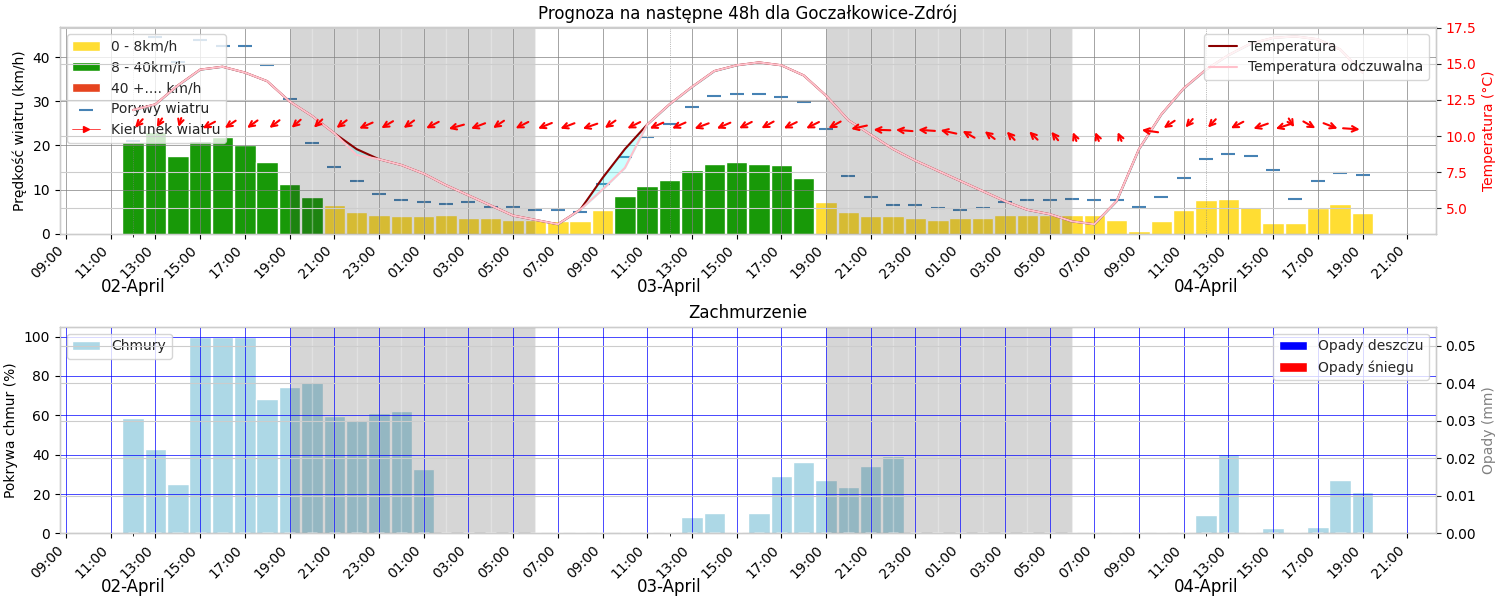 Prognoza na następne 48h dla Goczałkowice-Zdrój
Prędkość wiatru (km/h)
40
30
20
10
0
0 - 8km/h
8 - 40km/h
40 +.... km/h
Porywy wiatru
Kierunek wiatru
Temperatura
Temperatura odczuwalna
17.5
15.0
12.5
10.0
7.5
5.0
Temperatura (°C)
09:00 11:00 13:00 15:00 17:00 19:00 21:00 23:00 01:00 03:00 05:00 07:00 09:00 11:00 13:00 15:00 17:00 19:00 21:00 23:00 01:00 03:00 05:00 07:00 09:00 11:00 13:00 15:00 17:00 19:00 21:00
02-April 03-April 04-April
Zachmurzenie
Pokrywa chmur (%)
100
80
60
40
20
0
Chmury
Opady deszczu
Opady śniegu
0.05
0.04
0.03
0.02
0.01
0.00
Opady (mm)
09:00 11:00 13:00 15:00 17:00 19:00 21:00 23:00 01:00 03:00 05:00 07:00 09:00 11:00 13:00 15:00 17:00 19:00 21:00 23:00 01:00 03:00 05:00 07:00 09:00 11:00 13:00 15:00 17:00 19:00 21:00
02-April 03-April 04-April